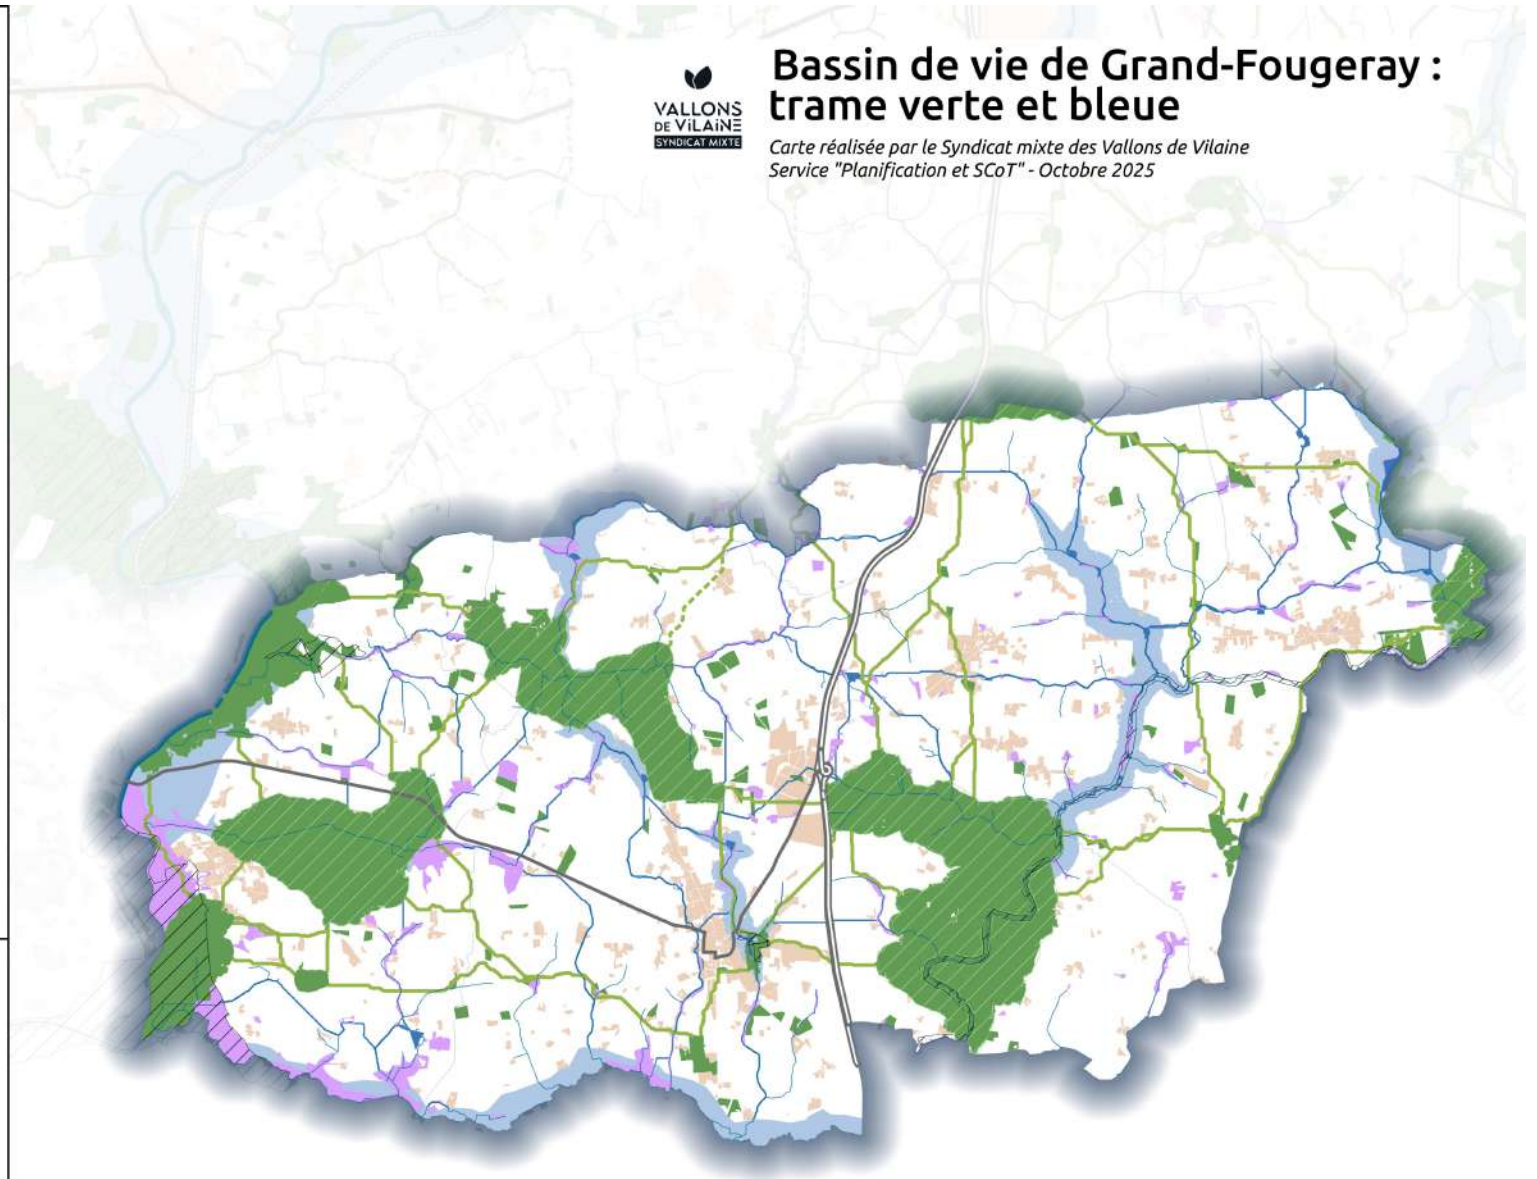 Bassin de vie de Grand-Fougeray :
trame verte et bleue
VALLONS
DE ViLAiNE
SYNDICAT MIXTE
Carte réalisée par le Syndicat mixte des Vallons de Vilaine
Service "Planification et SCoT" - Octobre 2025